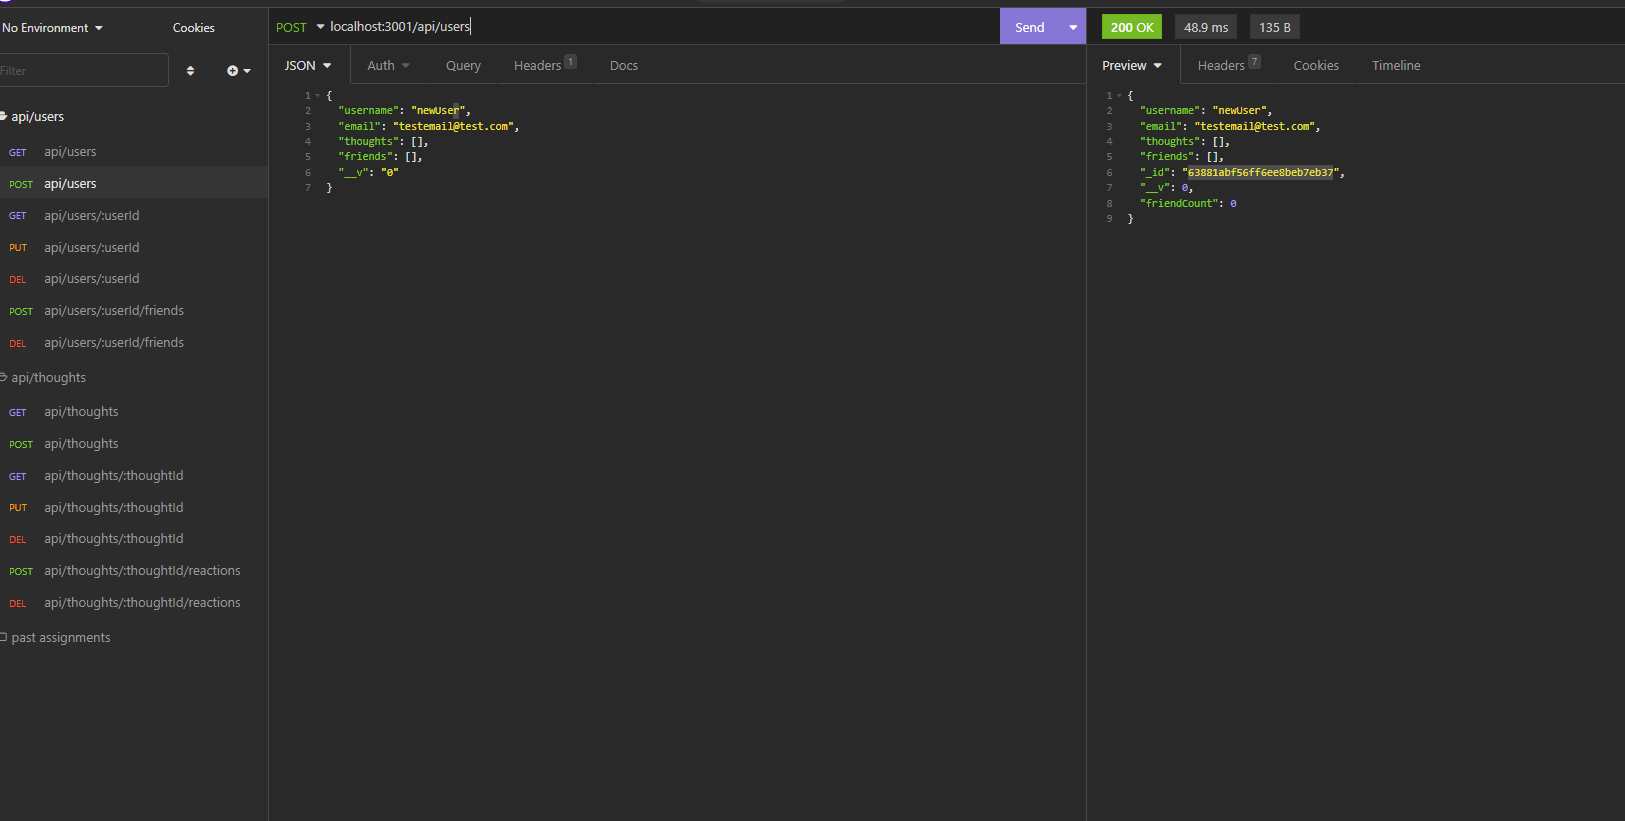 No Environment
Cookies
Filter
api/users
GET api/users
POST api/users
GET api/users/:userId
PUT api/users/:userId
DEL api/users/:userId
POST api/users/:userId/friends
DEL api/users/:userId/friends
api/thoughts
GET api/thoughts
POST api/thoughts
GET api/thoughts/:thoughtId
PUT api/thoughts/:thoughtId
DEL api/thoughts/:thoughtId
POST api/thoughts/:thoughtId/reactions
DEL api/thoughts/:thoughtId/reactions
past assignments
POST localhost:3001/api/users Send
JSON Auth Query Headers 1 Docs
1 {
2 "username": "newUser",
3 "email": "testemail@test.com",
4 "thoughts": [],
5 "friends": [],
6 "__v": "0"
7 }
200 OK 48.9 ms 135 B
Preview Headers 7 Cookies Timeline
1 {
2 "username": "newUser",
3 "email": "testemail@test.com",
4 "thoughts": [],
5 "friends": [],
6 "_id": "63881abf56ff6ee8beb7eb37",
7 "__v": 0,
8 "friendCount": 0
9 }